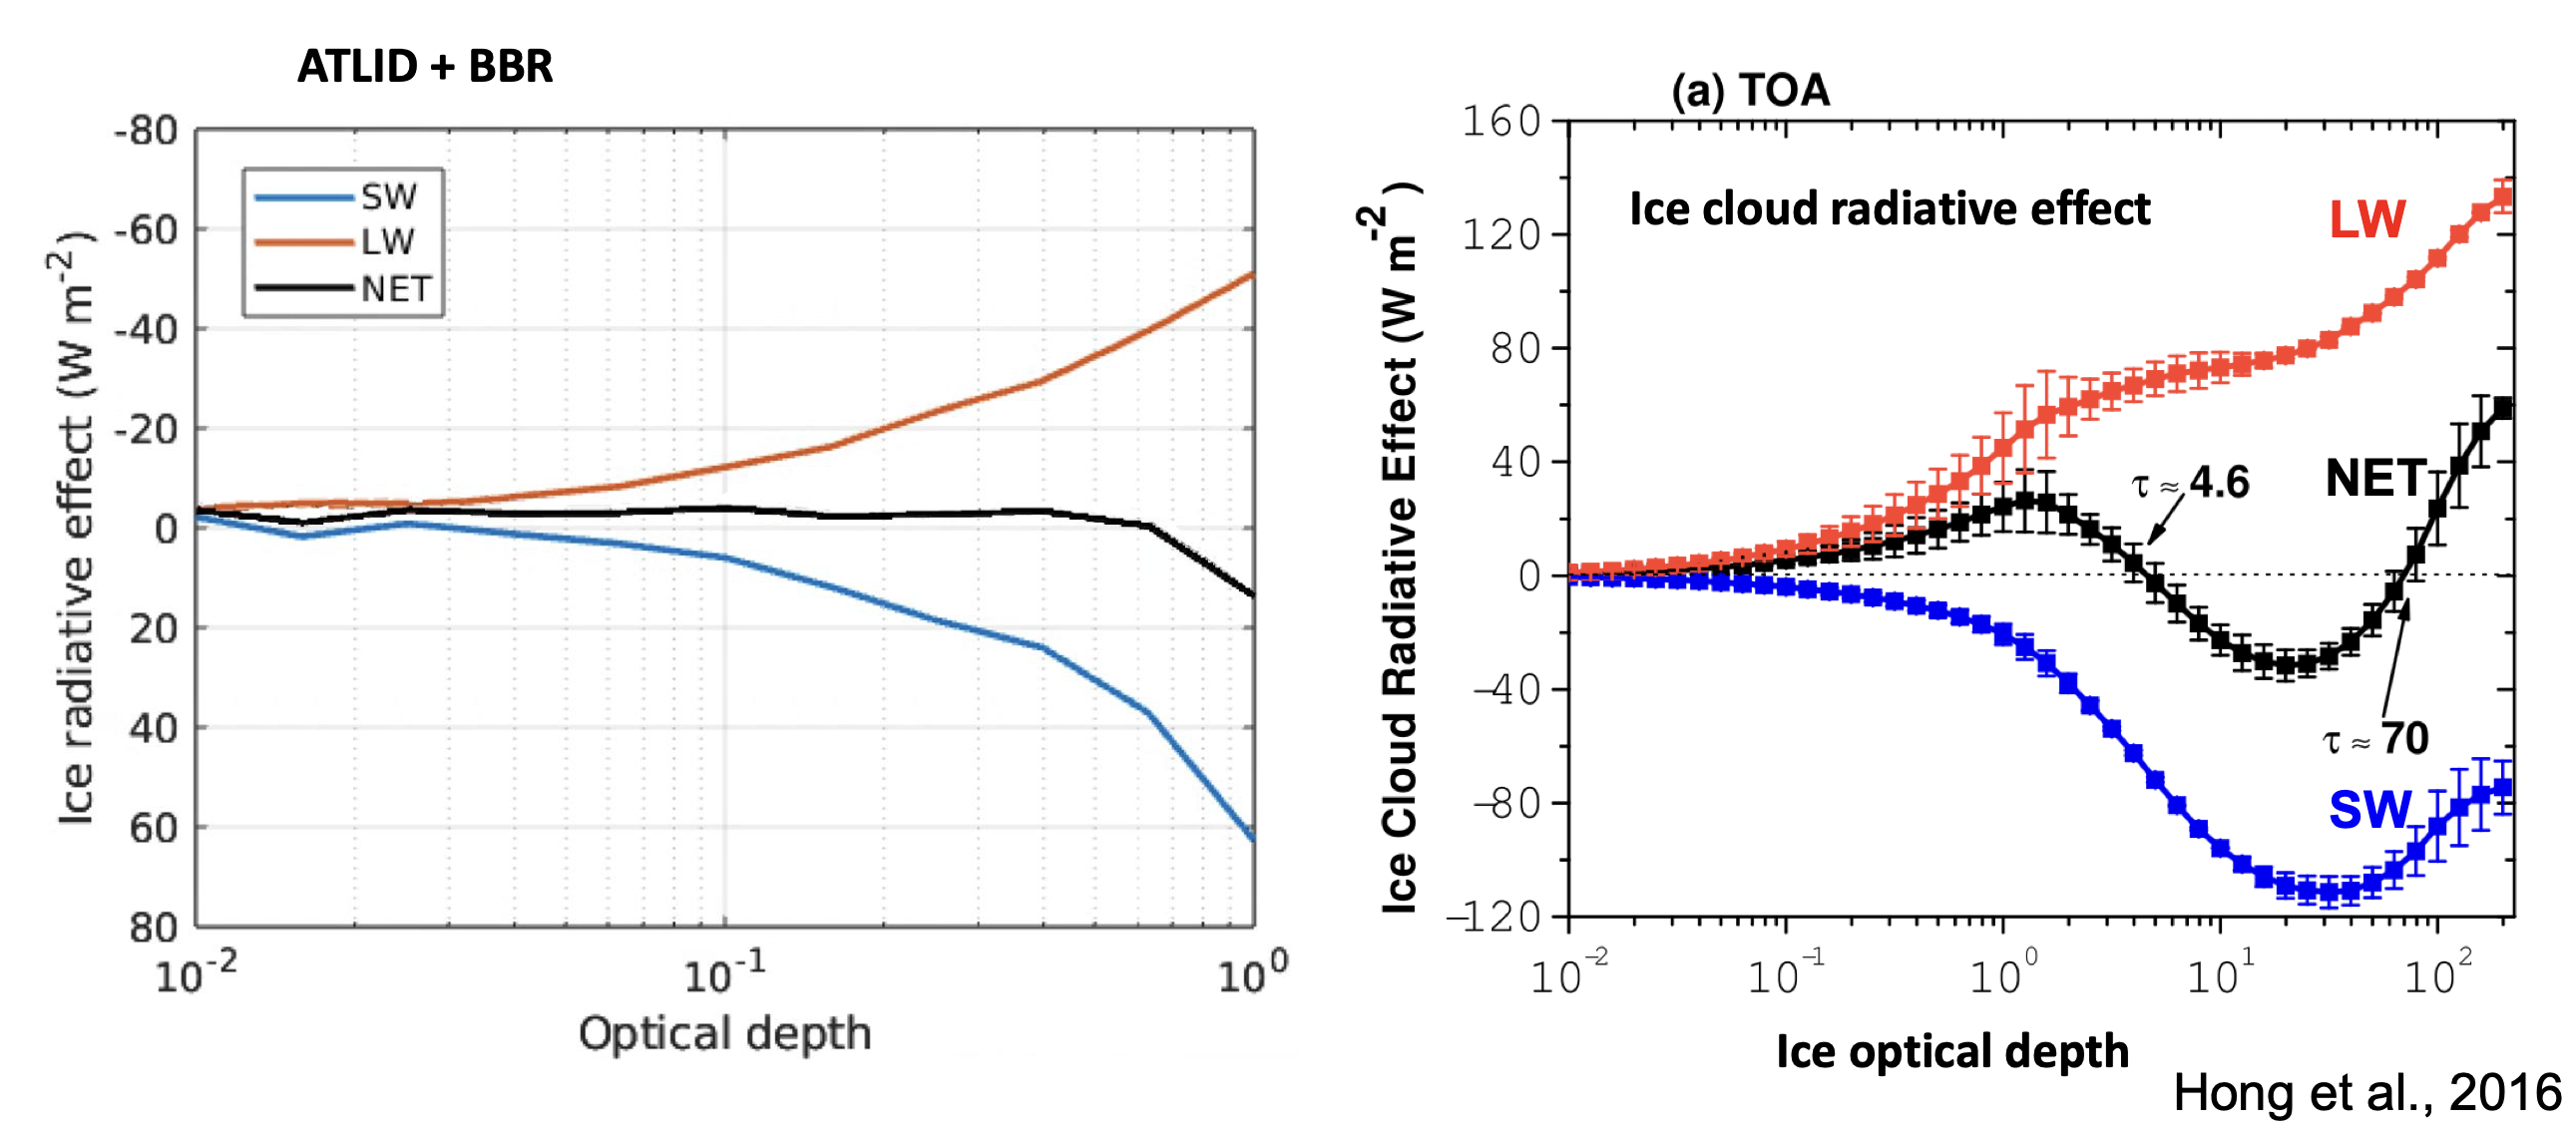 ATLID + BBR
Ice radiative effect (W m-2)
-80
-60
-40
-20
0
20
40
60
80
SW
LW
NET
10-2
10-1
100
Optical depth
(a) TOA
Ice Cloud Radiative Effect (W m-2)
160
120
80
40
0
−40
−80
−120
Ice cloud radiative effect
LW
NET
SW
τ ≈ 4.6
τ ≈ 70
10-2
10-1
100
101
102
Ice optical depth
Hong et al., 2016